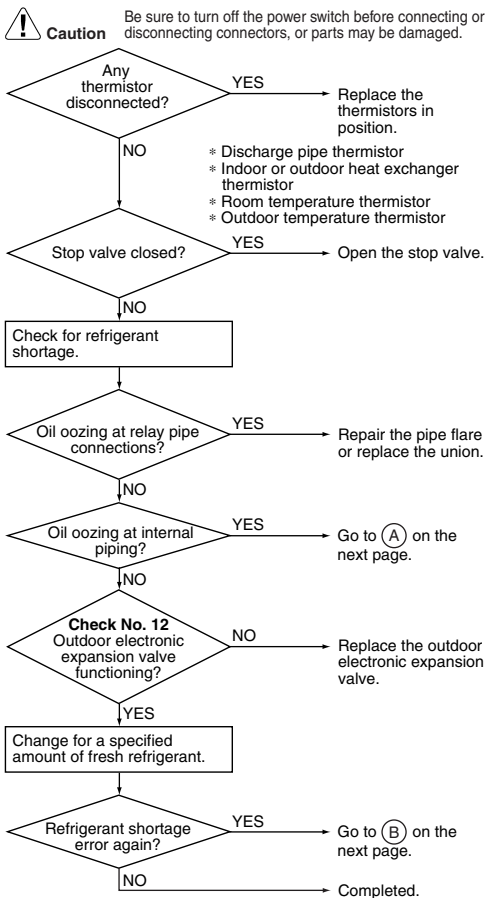 Caution
Be sure to turn off the power switch before connecting or
disconnecting connectors, or parts may be damaged.
Any
thermistor
disconnected?
YES
Replace the
thermistors in
position.
NO
* Discharge pipe thermistor
* Indoor or outdoor heat exchanger
thermistor
* Room temperature thermistor
* Outdoor temperature thermistor
Stop valve closed?
YES
Open the stop valve.
NO
Check for refrigerant
shortage.
Oil oozing at relay pipe
connections?
YES
Repair the pipe flare
or replace the union.
NO
Oil oozing at internal
piping?
YES
Go to A on the
next page.
NO
Check No. 12
Outdoor electronic
expansion valve
functioning?
NO
Replace the outdoor
electronic expansion
valve.
YES
Change for a specified
amount of fresh refrigerant.
Refrigerant shortage
error again?
YES
Go to B on the
next page.
NO
Completed.